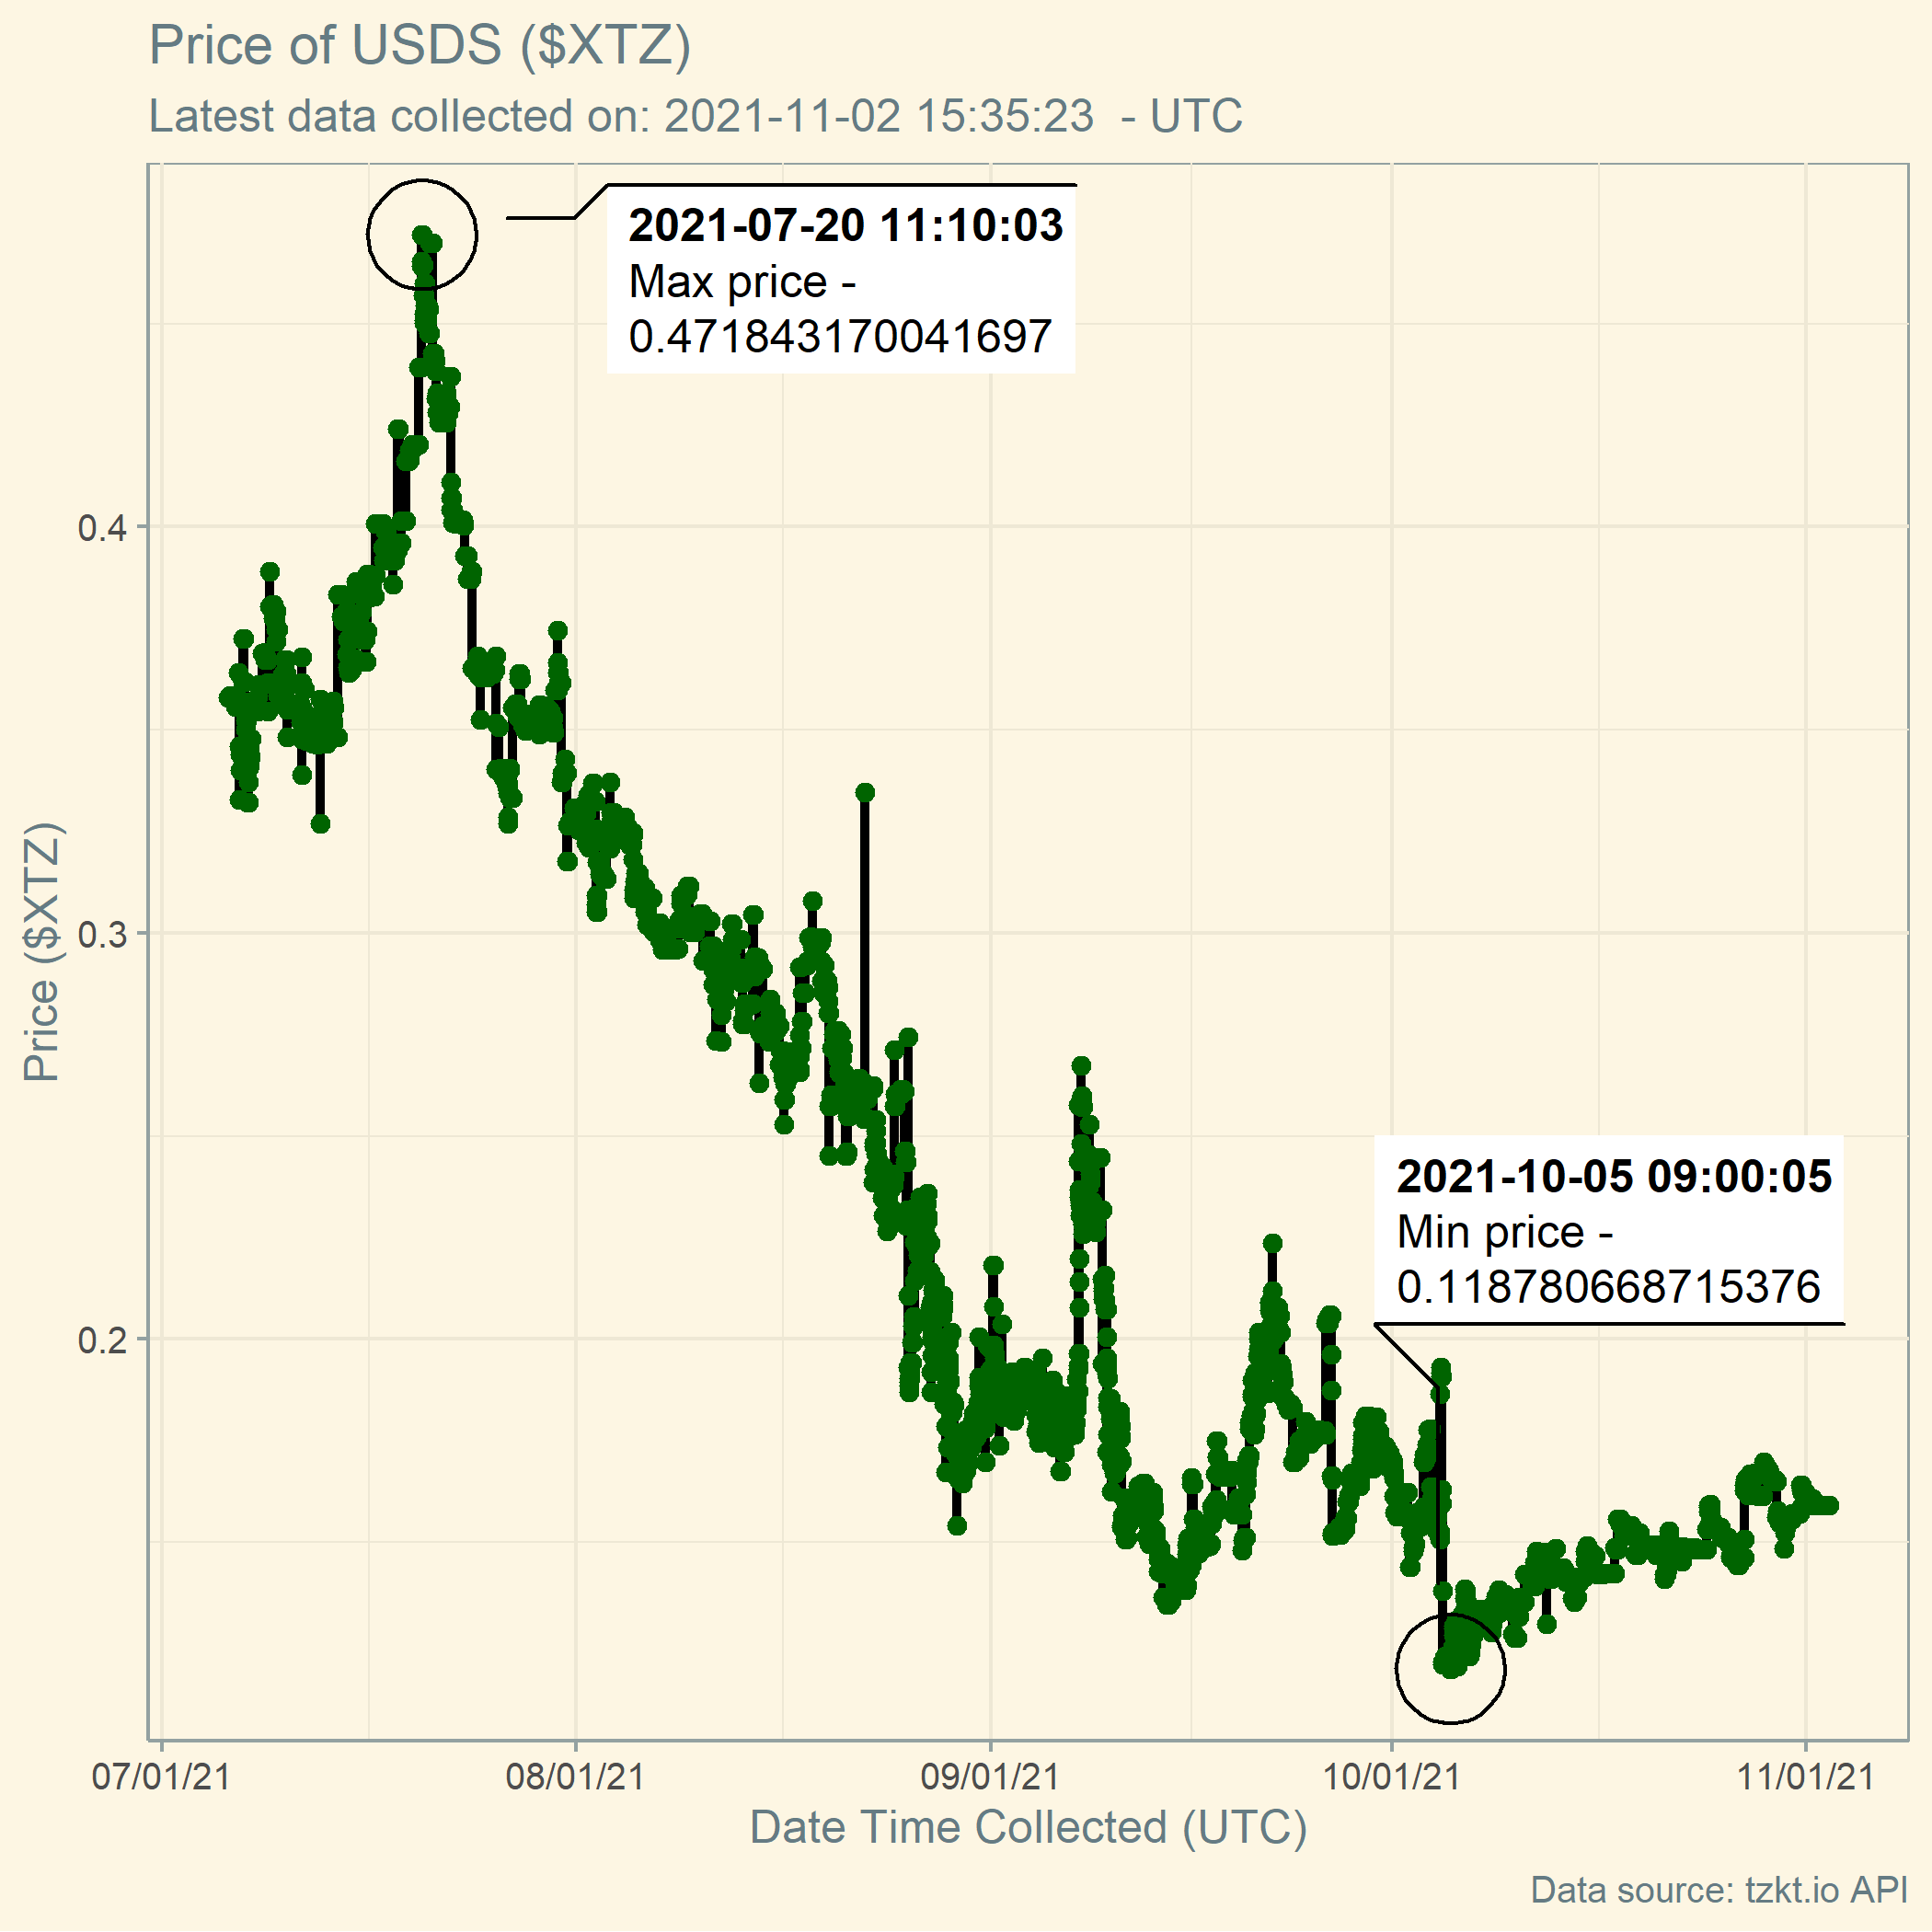 Price of USDS ($XTZ)
Latest data collected on: 2021-11-02 15:35:23  - UTC
2021-07-20 11:10:03
Max price -
0.471843170041697
0.4
0.3
0.2
Price ($XTZ)
2021-10-05 09:00:05
Min price -
0.118780668715376
07/01/21
08/01/21
09/01/21
10/01/21
11/01/21
Date Time Collected (UTC)
Data source: tzkt.io API